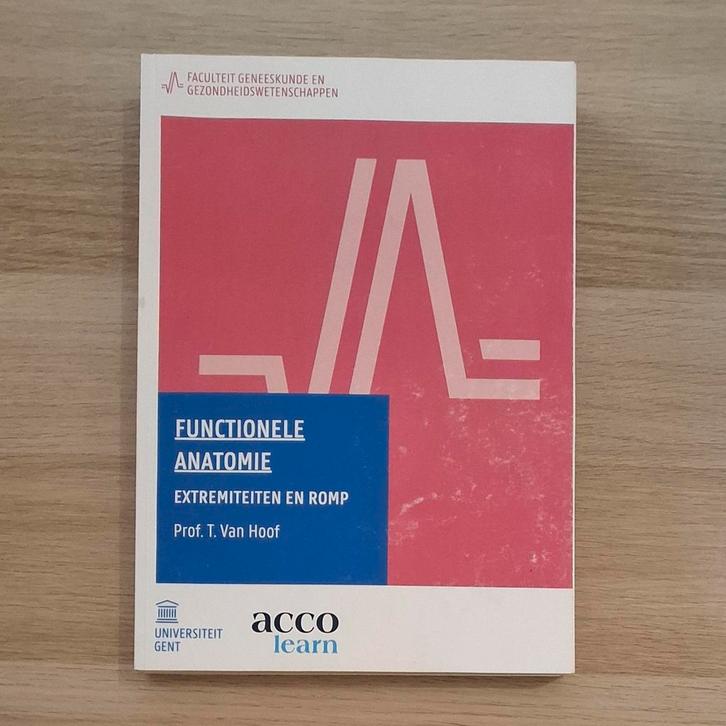 FACULTEIT GENEESKUNDE EN
GEZONDHEIDSWETENSCHAPPEN
FUNCTIONELE
ANATOMIE
EXTREMITEITEN EN ROMP
Prof. T. Van Hoof
UNIVERSITEIT
GENT
acco
learn